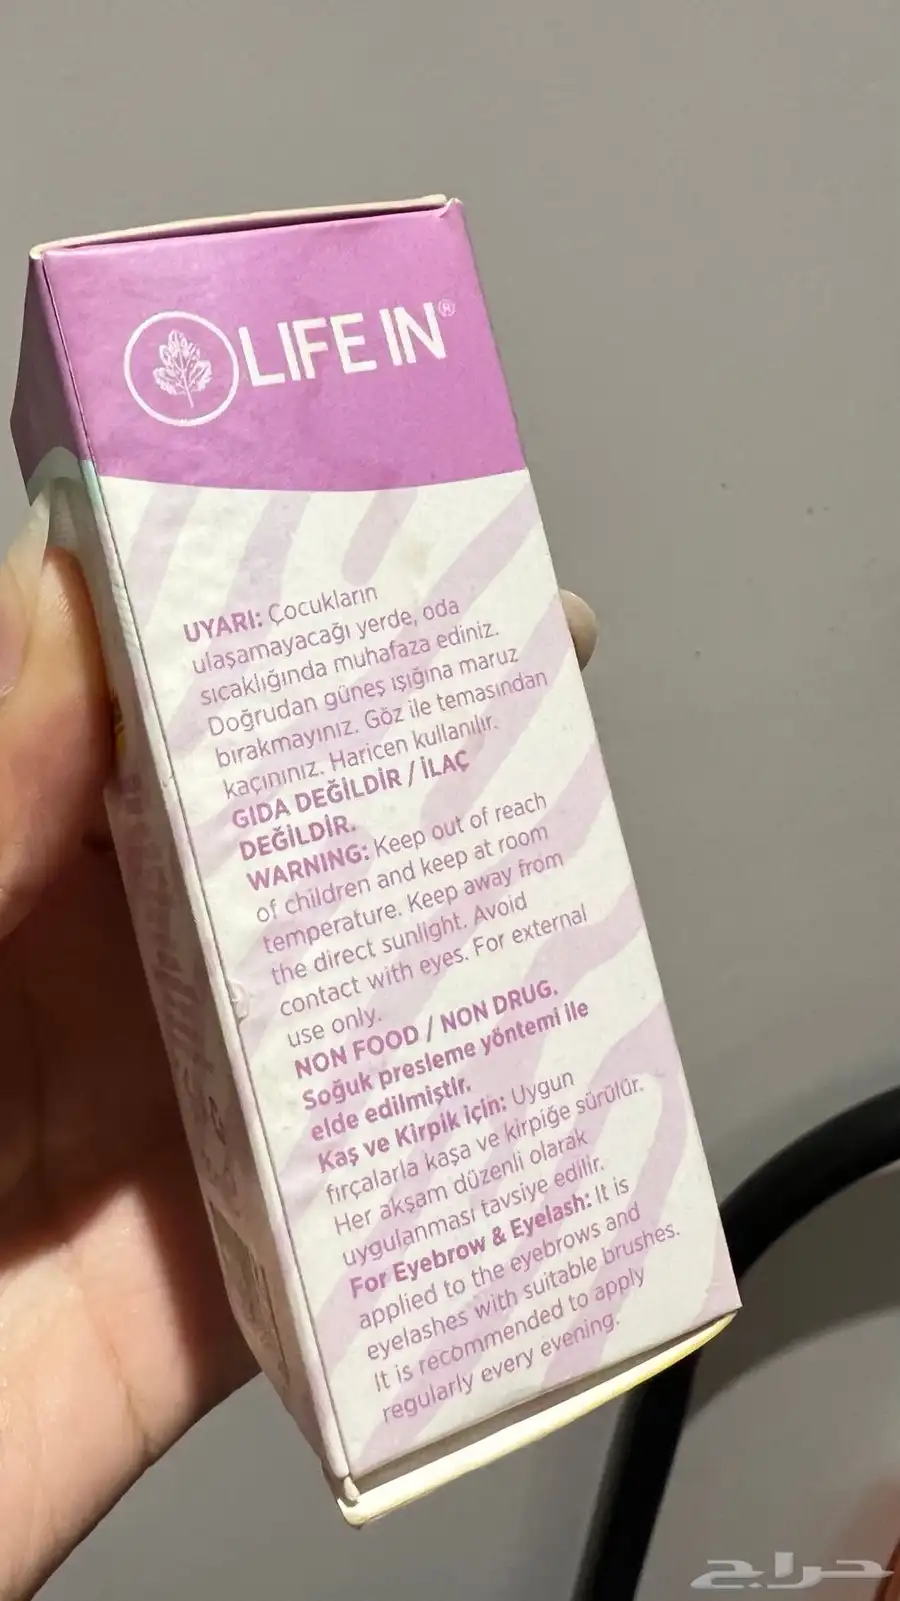 LIFE IN®
UYARI: Çocukların
ulaşamayacağı yerde, oda
sıcaklığında muhafaza ediniz.
Doğrudan güneş ışığına maruz
bırakmayınız. Göz ile temasından
kaçınınız. Haricen kullanılır.
GIDA DEĞİLDİR / İLAÇ
DEĞİLDİR.
WARNING: Keep out of reach
of children and keep at room
temperature. Keep away from
the direct sunlight. Avoid
contact with eyes. For external
use only.
NON FOOD / NON DRUG.
Soğuk presleme yöntemi ile
elde edilmiştir.
Kaş ve Kirpik için: Uygun
fırçalarla kaşa ve kirpiğe sürülür.
Her akşam düzenli olarak
uygulanması tavsiye edilir.
For Eyebrow & Eyelash: It is
applied to the eyebrows and
eyelashes with suitable brushes.
It is recommended to apply
regularly every evening.
حراج